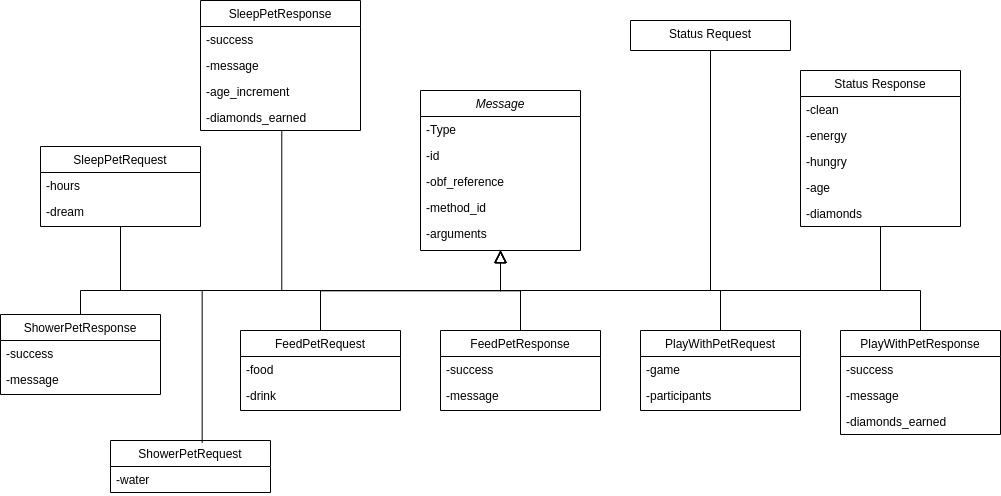 SleepPetResponse
-success
-message
-age_increment
-diamonds_earned
Status Request
Status Response
-clean
-energy
-hungry
-age
-diamonds
Message
-Type
-id
-obf_reference
-method_id
-arguments
SleepPetRequest
-hours
-dream
ShowerPetResponse
-success
-message
FeedPetRequest
-food
-drink
FeedPetResponse
-success
-message
PlayWithPetRequest
-game
-participants
PlayWithPetResponse
-success
-message
-diamonds_earned
ShowerPetRequest
-water